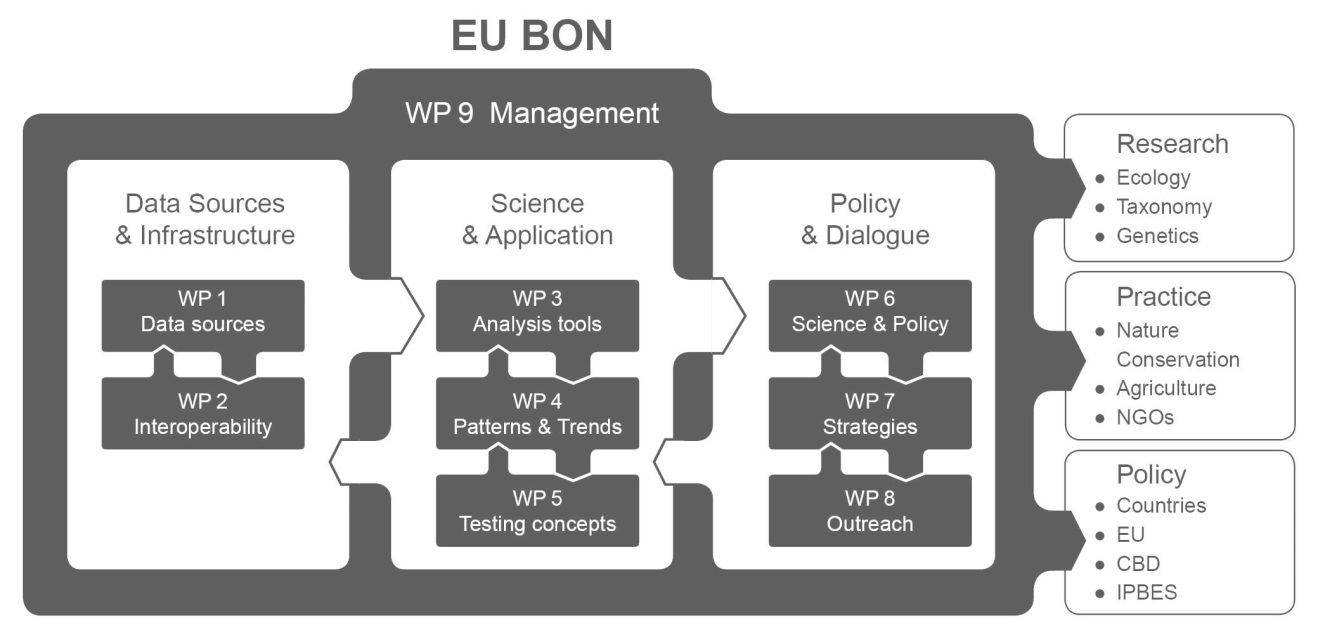 EU BON
WP 9 Management
Data Sources
& Infrastructure
WP 1
Data sources
WP 2
Interoperability
Science
& Application
WP 3
Analysis tools
WP 4
Patterns & Trends
WP 5
Testing concepts
Policy
& Dialogue
WP 6
Science & Policy
WP 7
Strategies
WP 8
Outreach
Research
● Ecology
● Taxonomy
● Genetics
Practice
● Nature
Conservation
● Agriculture
● NGOs
Policy
● Countries
● EU
● CBD
● IPBES